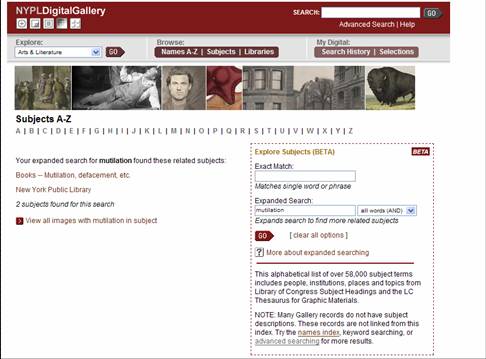 NYPLDigitalGallery
SEARCH: GO
Advanced Search | Help
Explore: Browse: My Digital:
Arts & Literature GO Names A-Z | Subjects | Libraries Search History | Selections
Subjects A-Z
A | B | C | D | E | F | G | H | I | J | K | L | M | N | O | P | Q | R | S | T | U | V | W | X | Y | Z
Your expanded search for mutilation found these related subjects:
Books -- Mutilation, defacement, etc.
New York Public Library
2 subjects found for this search
View all images with mutilation in subject
Explore Subjects (BETA) BETA
Exact Match:
Matches single word or phrase
Expanded Search:
mutilation all words (AND)
Expands search to find more related subjects
GO [ clear all options ]
? More about expanded searching
This alphabetical list of over 58,000 subject terms
includes people, institutions, places and topics from
Library of Congress Subject Headings and the LC
Thesaurus for Graphic Materials.
NOTE: Many Gallery records do not have subject
descriptions. These records are not linked from this
index. Try the names index, keyword searching, or
advanced searching for more results.